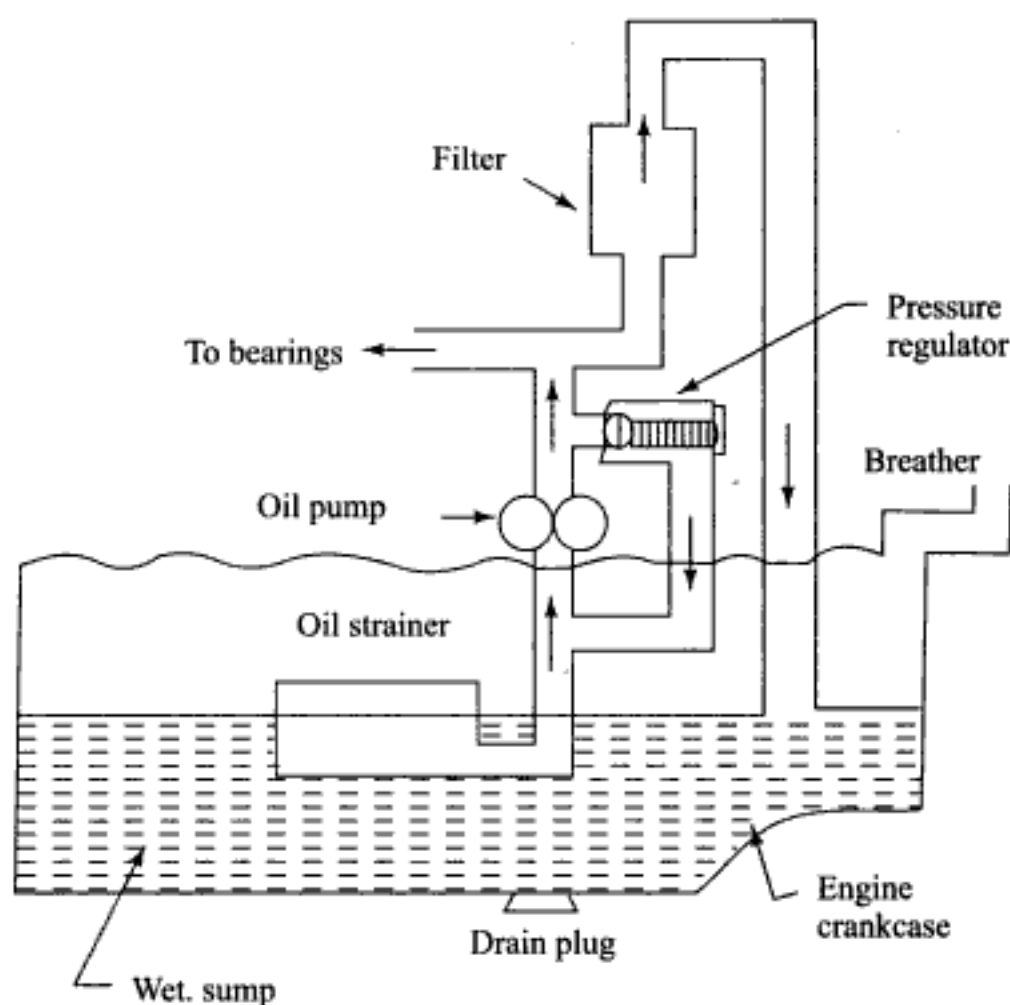 Filter
Pressure
regulator
To bearings
Breather
Oil pump
Oil strainer
Engine
crankcase
Drain plug
Wet. sump